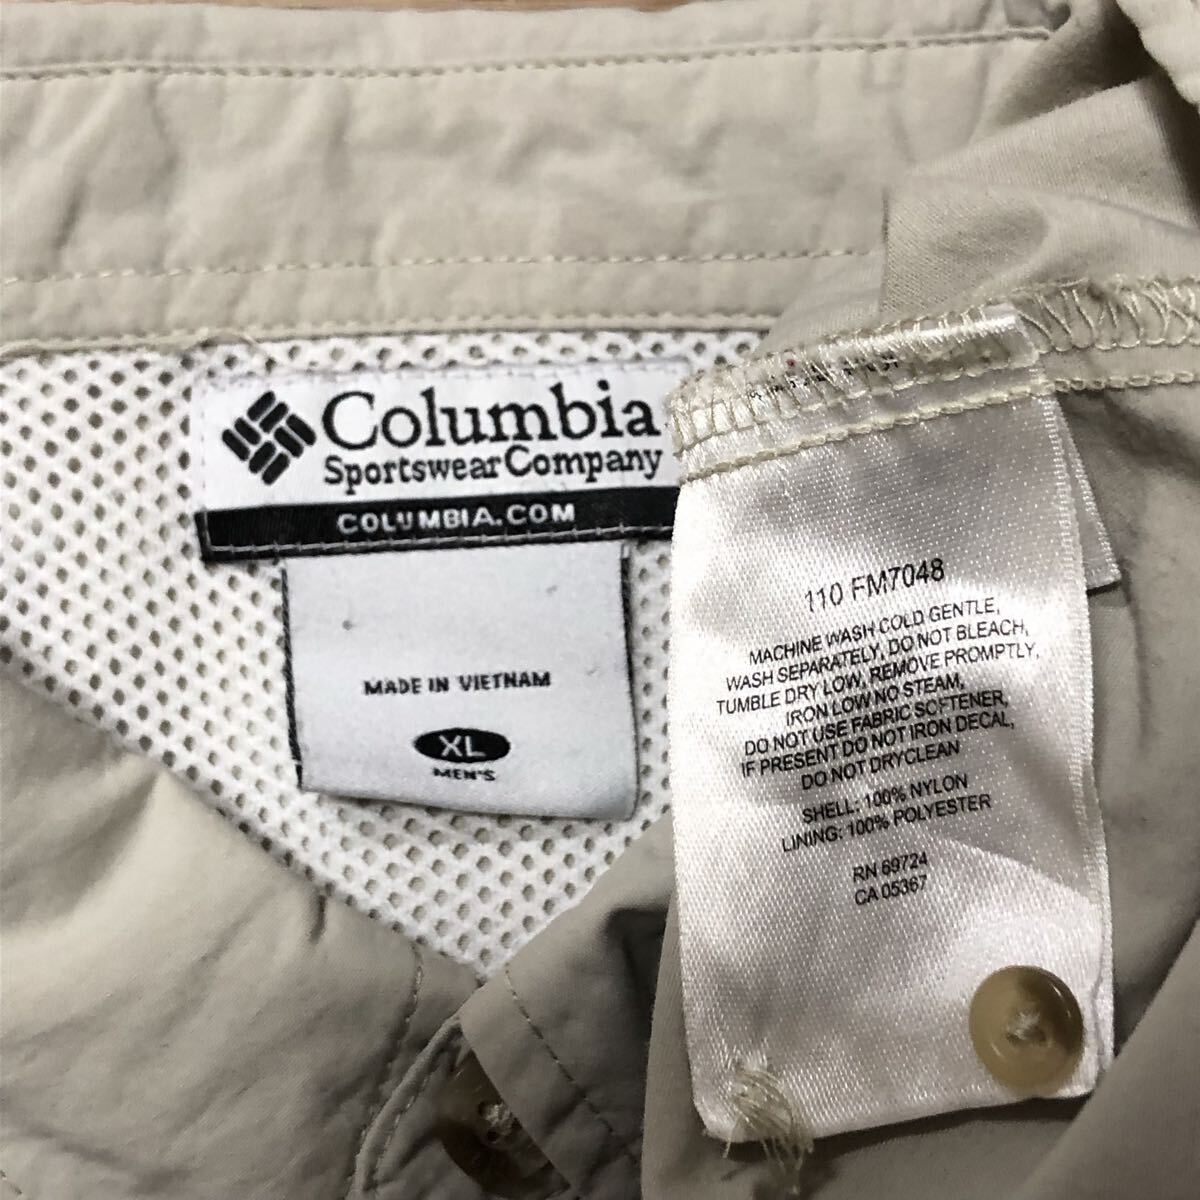 Columbia
Sportswear Company
COLUMBIA.COM
MADE IN VIETNAM
XL
MEN'S
110 FM7048
MACHINE WASH COLD GENTLE,
WASH SEPARATELY, DO NOT BLEACH,
TUMBLE DRY LOW, REMOVE PROMPTLY,
IRON LOW NO STEAM,
DO NOT USE FABRIC SOFTENER,
IF PRESENT DO NOT IRON DECAL,
DO NOT DRYCLEAN
SHELL: 100% NYLON
LINING: 100% POLYESTER
RN 69724
CA 05367